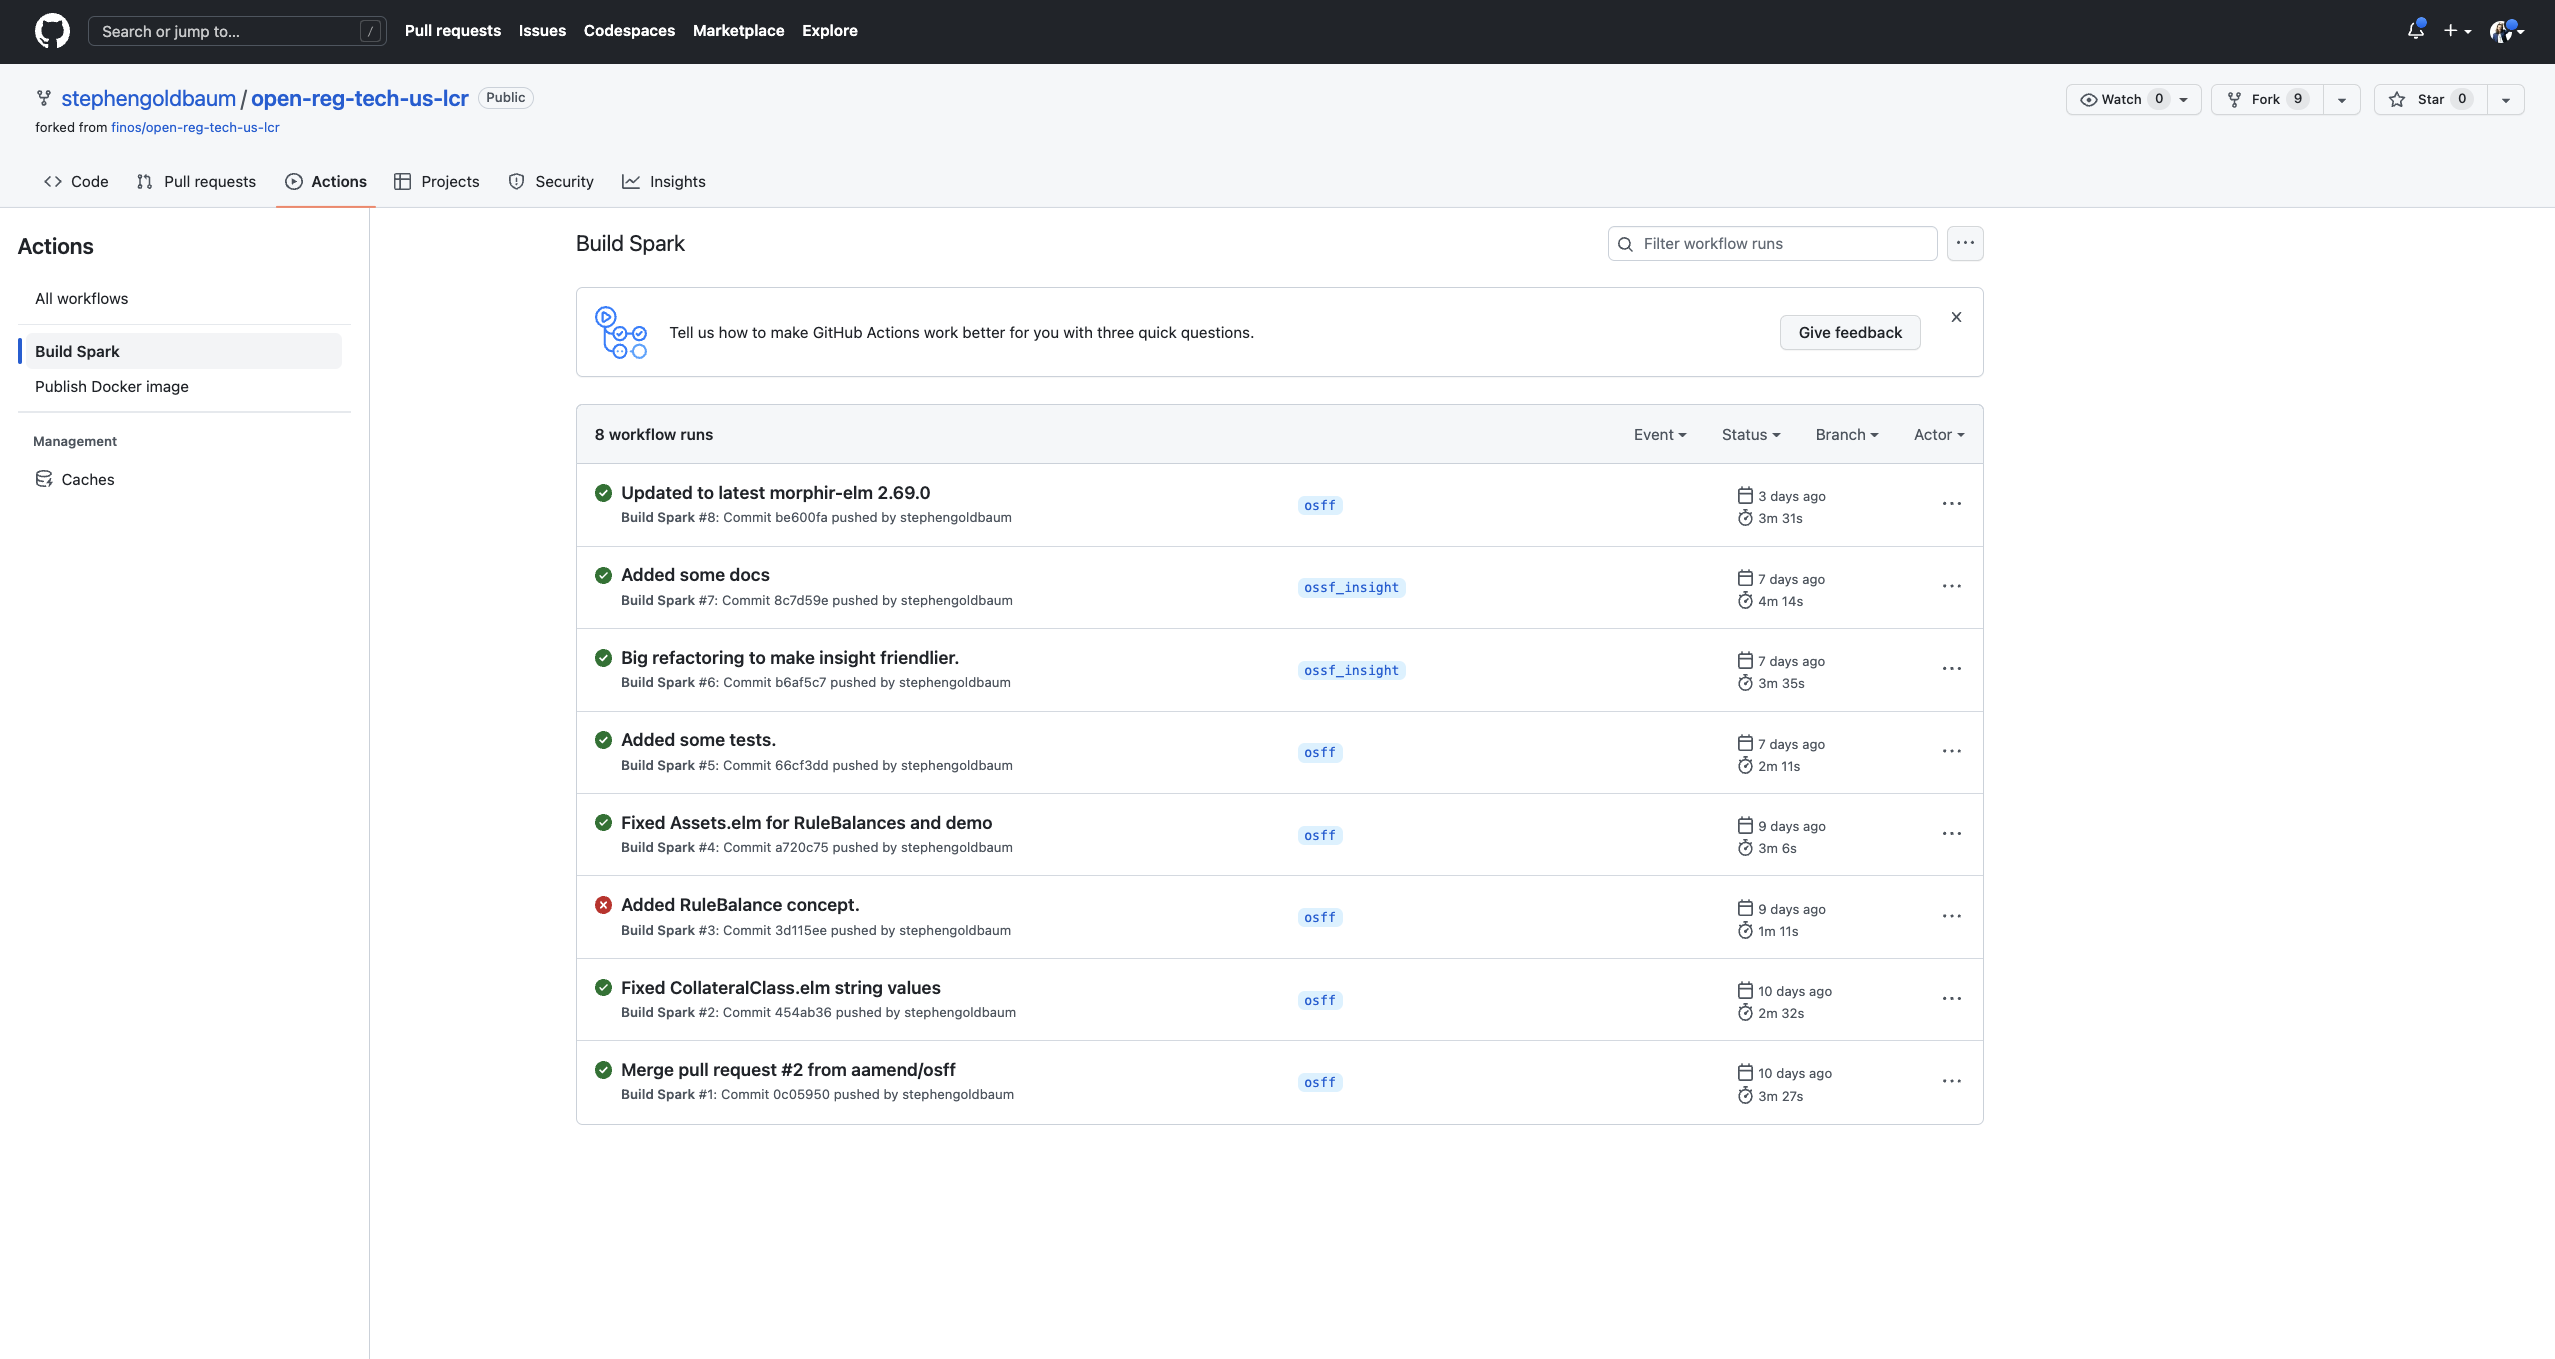 Search or jump to... /
Pull requests Issues Codespaces Marketplace Explore
stephengoldbaum / open-reg-tech-us-lcr Public
forked from finos/open-reg-tech-us-lcr
Watch 0 Fork 9 Star 0
Code Pull requests Actions Projects Security Insights
Actions
All workflows
Build Spark
Publish Docker image
Management
Caches
Build Spark
Filter workflow runs
Tell us how to make GitHub Actions work better for you with three quick questions.
Give feedback
8 workflow runs
Event Status Branch Actor
Updated to latest morphir-elm 2.69.0
Build Spark #8: Commit be600fa pushed by stephengoldbaum
osff
3 days ago
3m 31s
Added some docs
Build Spark #7: Commit 8c7d59e pushed by stephengoldbaum
ossf_insight
7 days ago
4m 14s
Big refactoring to make insight friendlier.
Build Spark #6: Commit b6af5c7 pushed by stephengoldbaum
ossf_insight
7 days ago
3m 35s
Added some tests.
Build Spark #5: Commit 66cf3dd pushed by stephengoldbaum
osff
7 days ago
2m 11s
Fixed Assets.elm for RuleBalances and demo
Build Spark #4: Commit a720c75 pushed by stephengoldbaum
osff
9 days ago
3m 6s
Added RuleBalance concept.
Build Spark #3: Commit 3d115ee pushed by stephengoldbaum
osff
9 days ago
1m 11s
Fixed CollateralClass.elm string values
Build Spark #2: Commit 454ab36 pushed by stephengoldbaum
osff
10 days ago
2m 32s
Merge pull request #2 from aamend/osff
Build Spark #1: Commit 0c05950 pushed by stephengoldbaum
osff
10 days ago
3m 27s